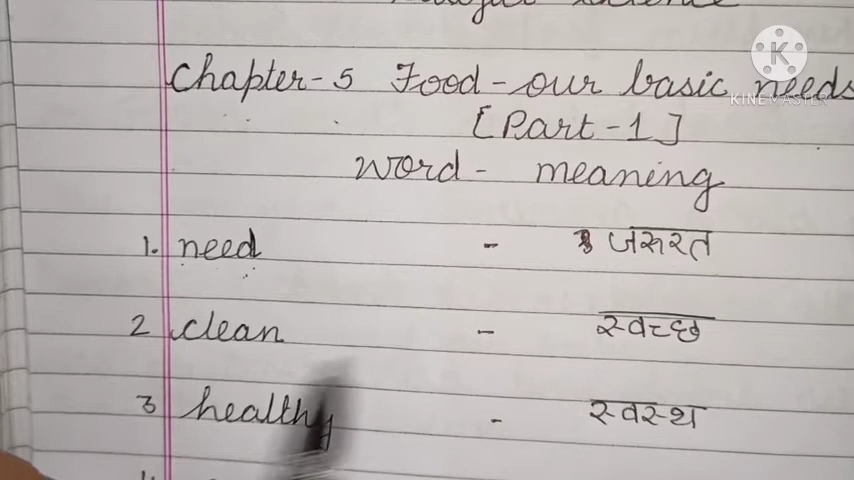 Chapter-5 Food - our basic needs
[Part-1]
word - meaning
1. need - जरूरत
2 clean - स्वच्छ
3 healthy - स्वस्थ
K
KINEMASTER